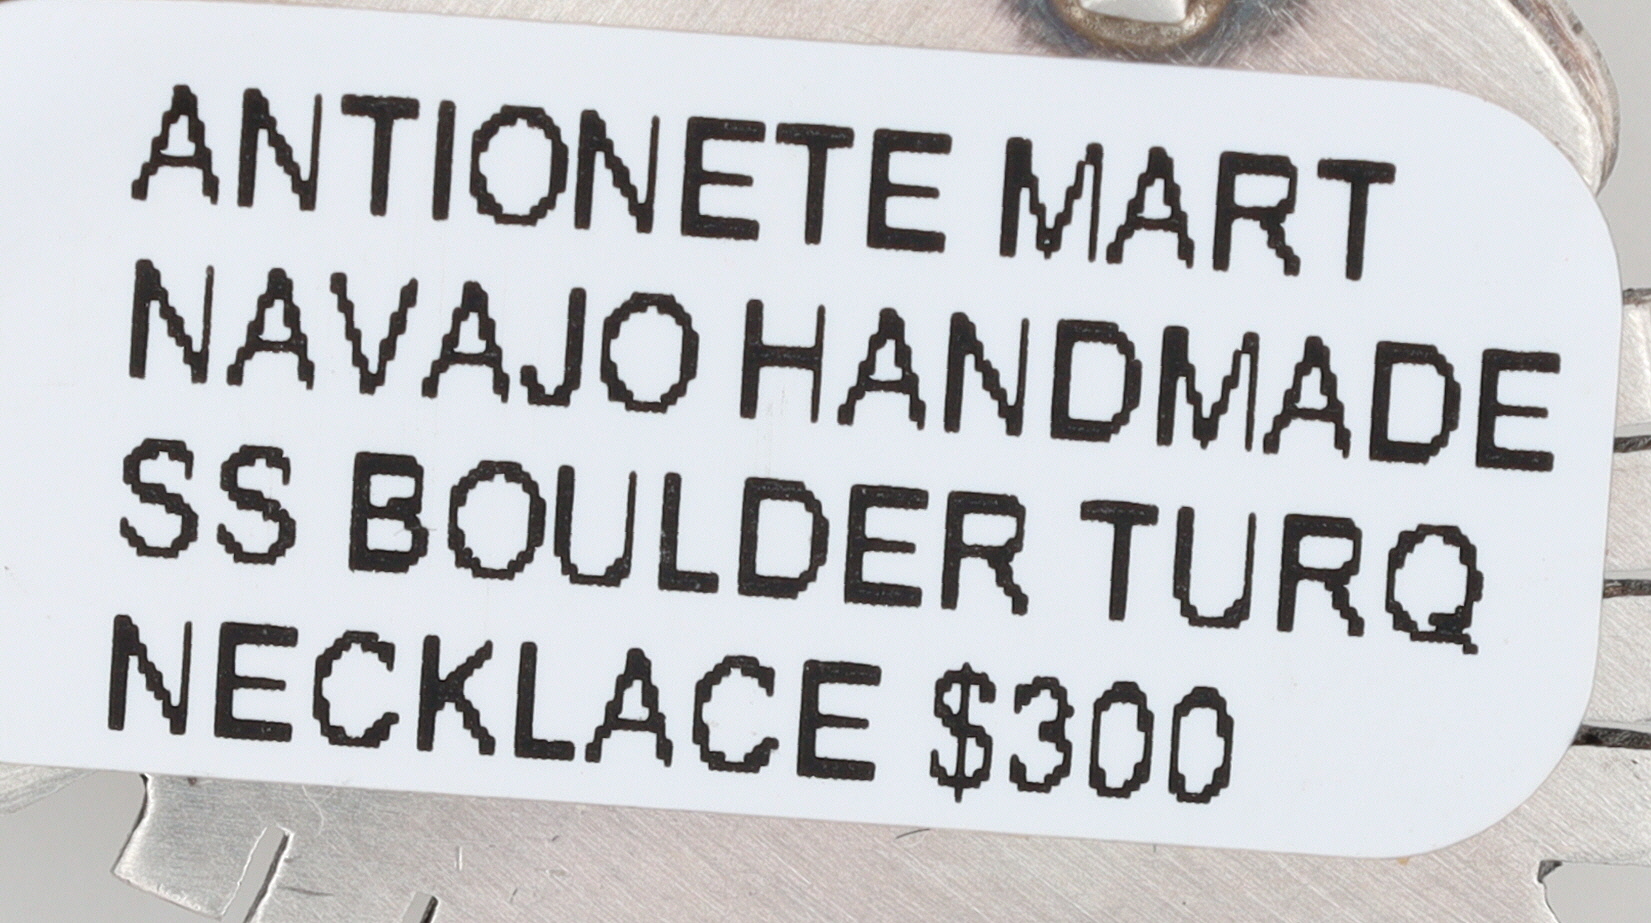 ANTIONETE MART
NAVAJO HANDMADE
SS BOULDER TURQ
NECKLACE $300